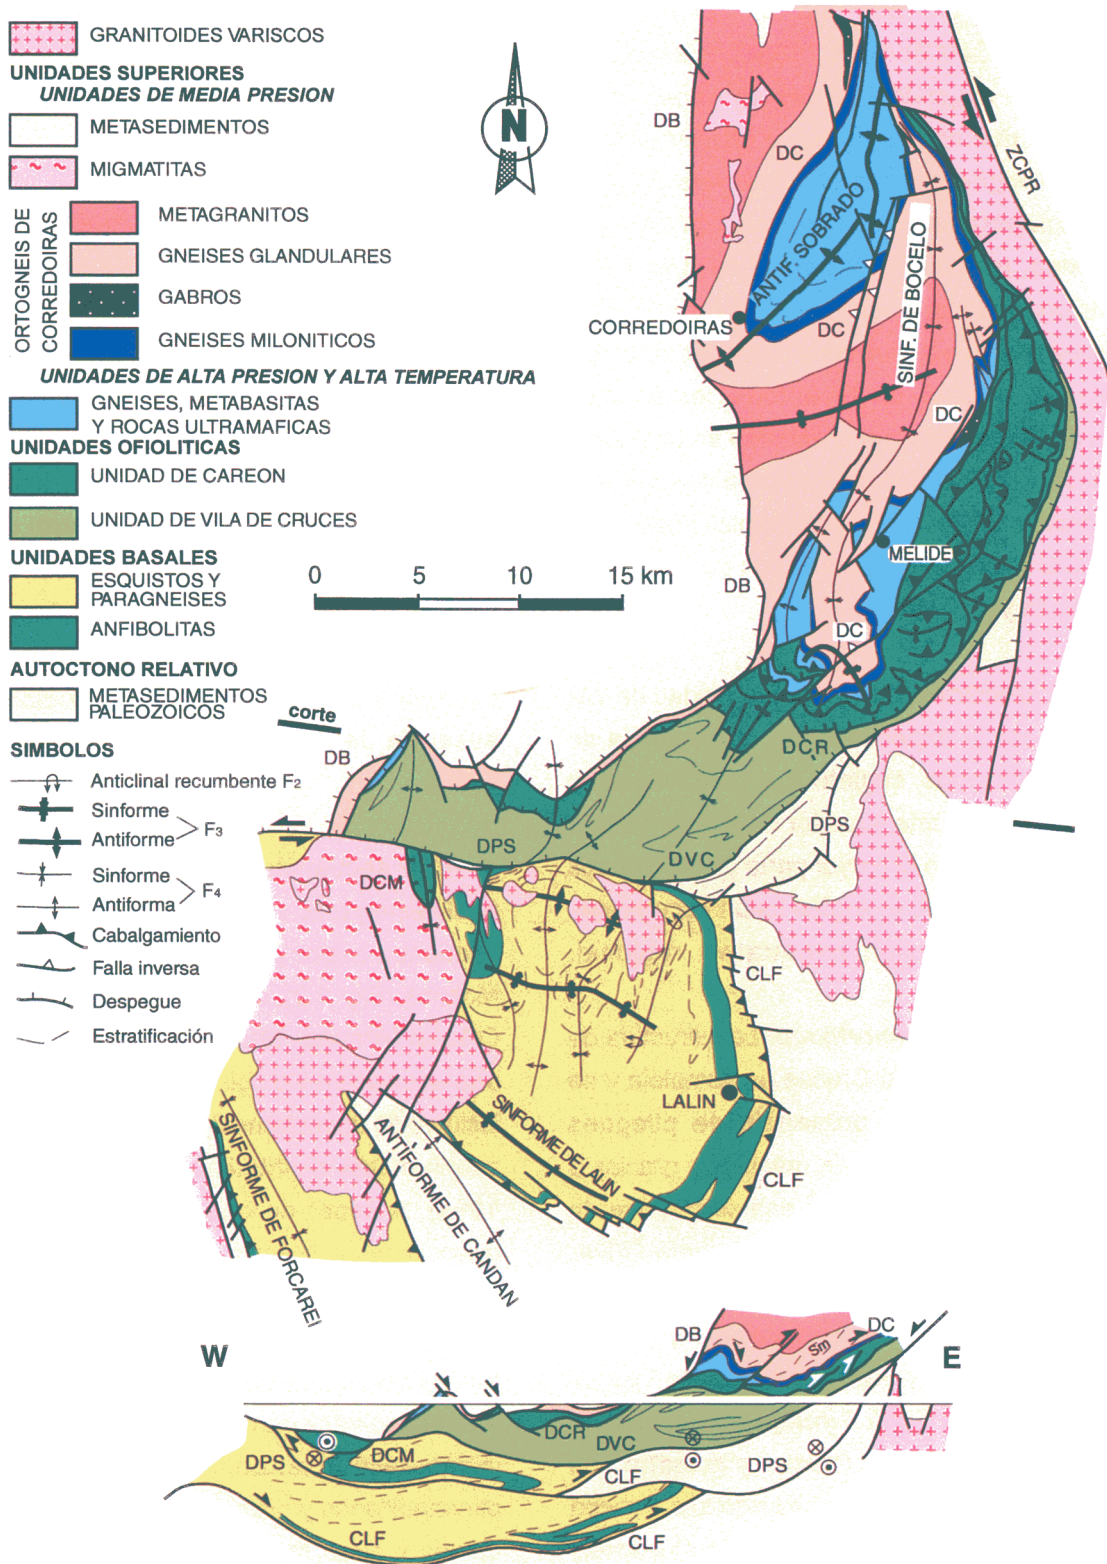 GRANITOIDES VARISCOS
UNIDADES SUPERIORES
UNIDADES DE MEDIA PRESION
METASEDIMENTOS
MIGMATITAS
ORTOGNEIS DE
CORREDOIRAS
METAGRANITOS
GNEISES GLANDULARES
GABROS
GNEISES MILONITICOS
UNIDADES DE ALTA PRESION Y ALTA TEMPERATURA
GNEISES, METABASITAS
Y ROCAS ULTRAMAFICAS
UNIDADES OFIOLITICAS
UNIDAD DE CAREON
UNIDAD DE VILA DE CRUCES
UNIDADES BASALES
ESQUISTOS Y
PARAGNEISES
ANFIBOLITAS
AUTOCTONO RELATIVO
METASEDIMENTOS
PALEOZOICOS
SIMBOLOS
Anticlinal recumbente F2
Sinforme
Antiforme
F3
Sinforme
Antiforma
F4
Cabalgamiento
Falla inversa
Despegue
Estratificación
N
0 5 10 15 km
corte
DB
DC
ZCPR
ANTIF. SOBRADO
SINF. DE BOCELO
CORREDOIRAS
DC
DC
MELIDE
DB
DC
DCR
DB
DPS
DPS
DVC
DCM
CLF
LALIN
CLF
SINFORME DE LALIN
ANTIFORME DE CANDAN
SINFORME DE FORCAREI
W
E
DB
DC
Sm
DCR
DVC
DCM
DPS
DPS
CLF
CLF
CLF